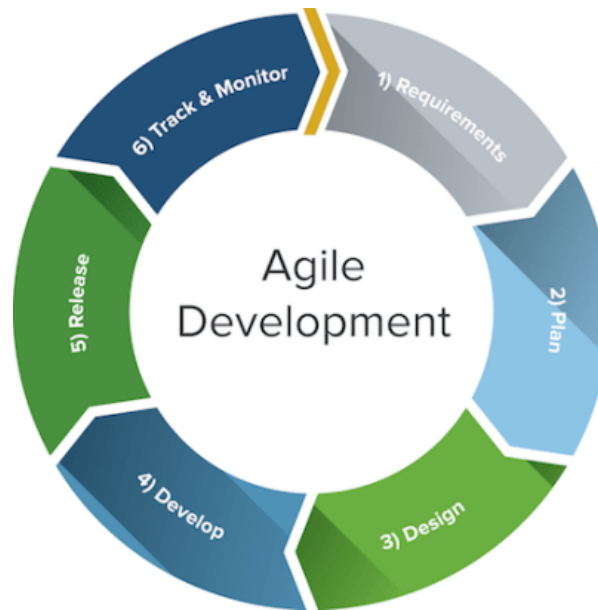 Agile
Development
1) Requirements
2) Plan
3) Design
4) Develop
5) Release
6) Track & Monitor